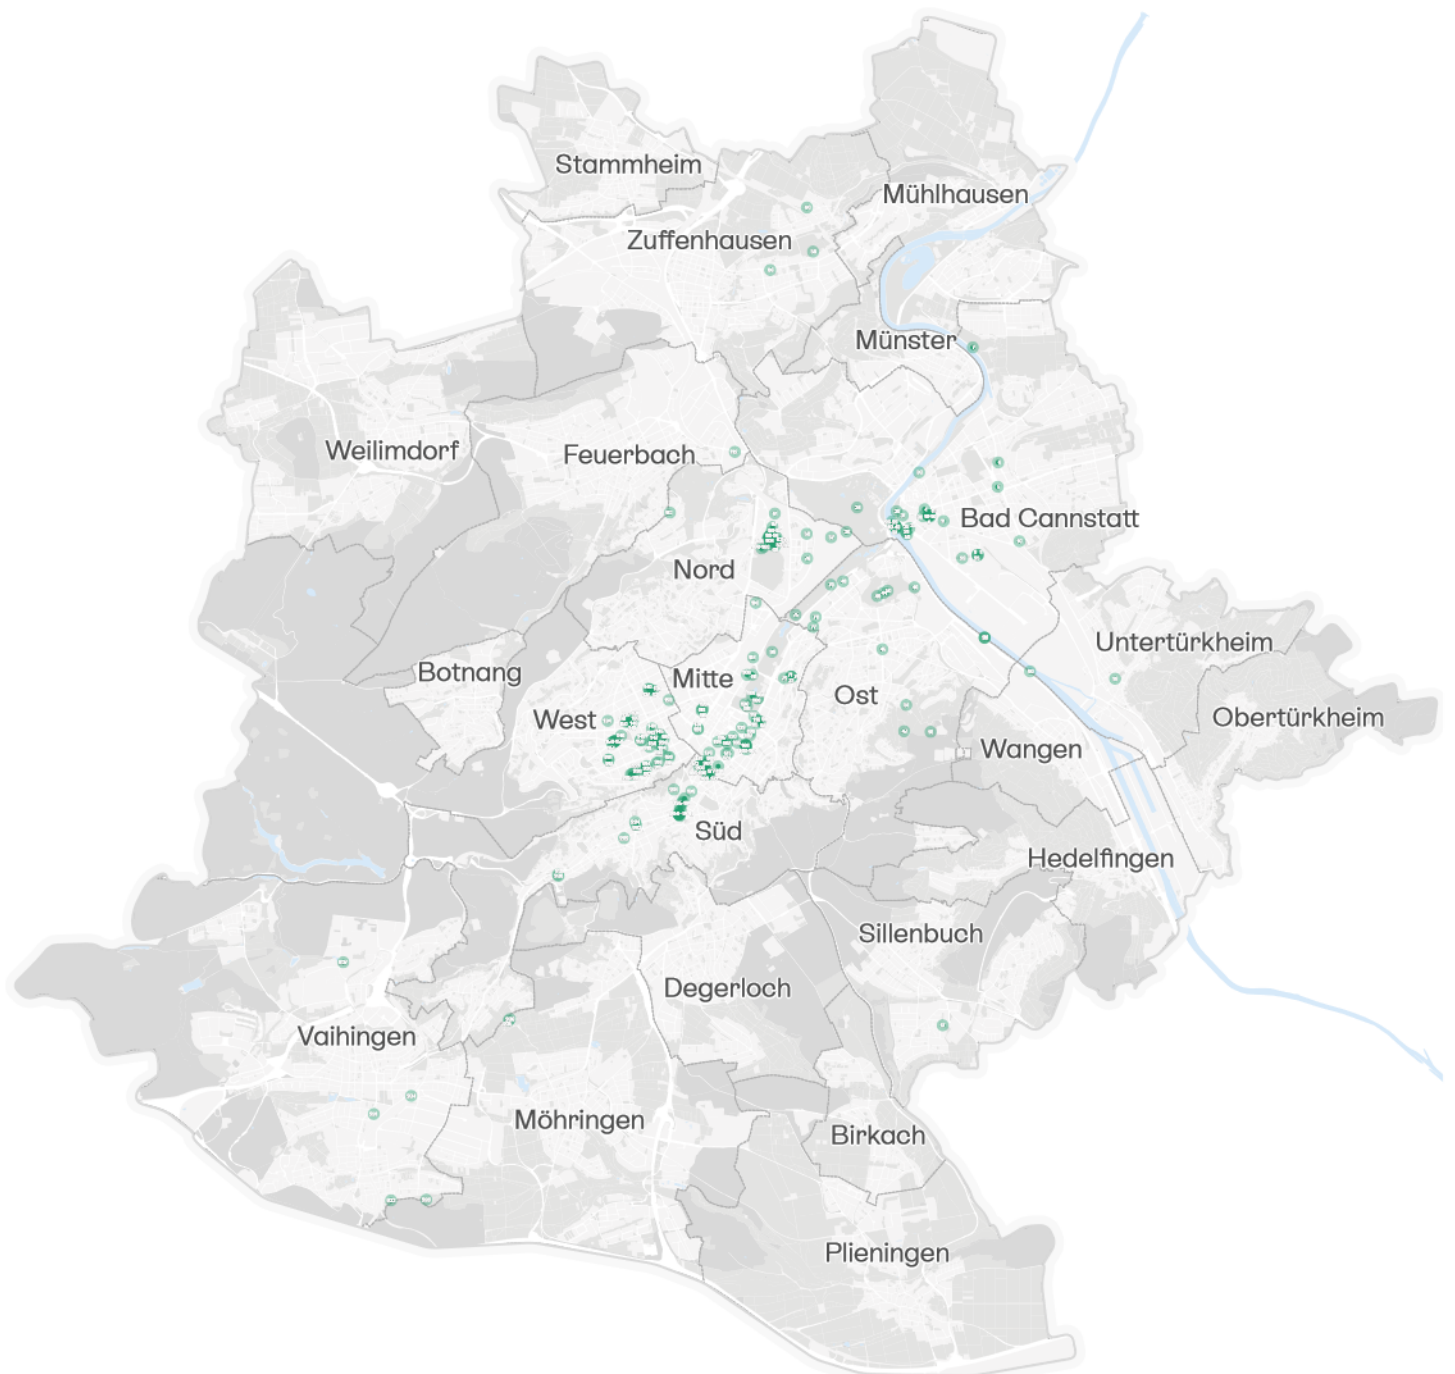 Stammheim
Mühlhausen
Zuffenhausen
Münster
Weilimdorf
Feuerbach
Bad Cannstatt
Nord
Untertürkheim
Botnang
Mitte
Ost
West
Obertürkheim
Wangen
Süd
Hedelfingen
Sillenbuch
Degerloch
Vaihingen
Möhringen
Birkach
Plieningen